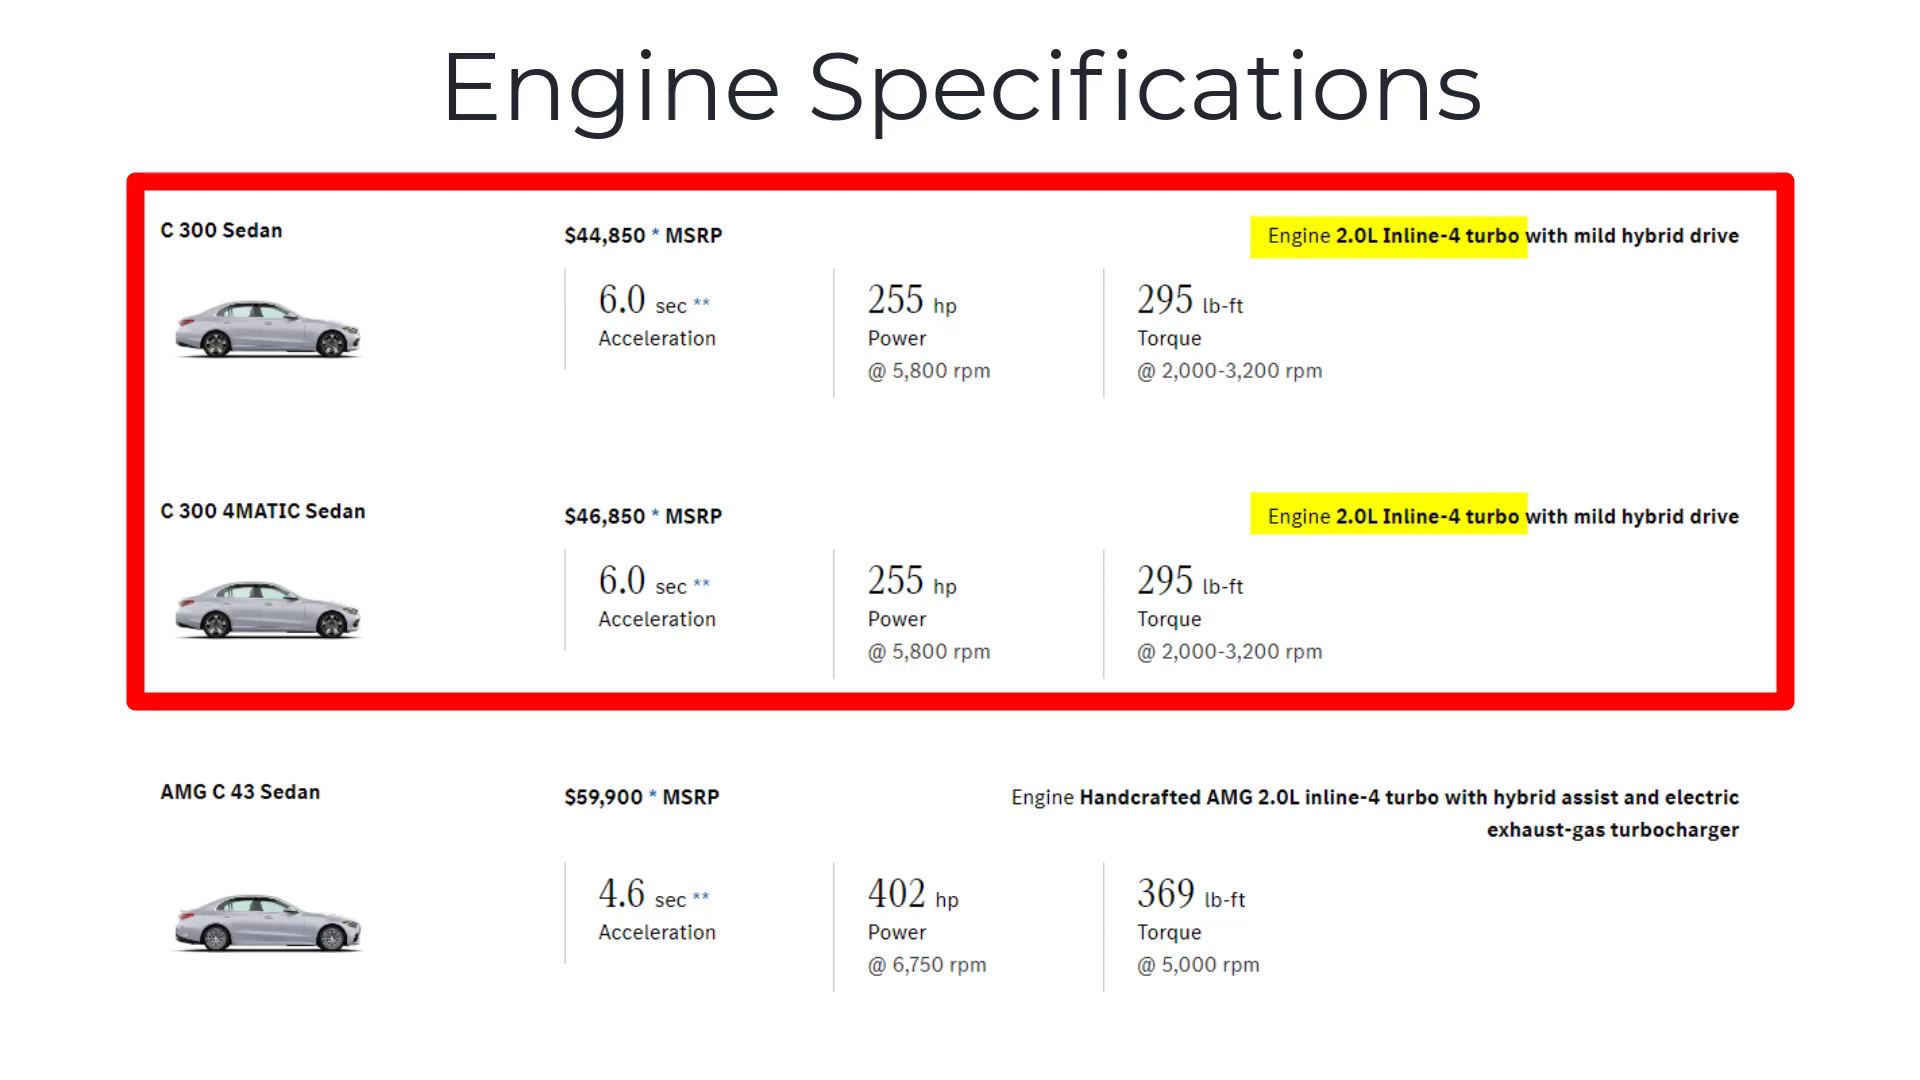 Engine Specifications
C 300 Sedan
$44,850 * MSRP
Engine 2.0L Inline-4 turbo with mild hybrid drive
6.0 sec **
Acceleration
255 hp
Power
@ 5,800 rpm
295 lb-ft
Torque
@ 2,000-3,200 rpm
C 300 4MATIC Sedan
$46,850 * MSRP
Engine 2.0L Inline-4 turbo with mild hybrid drive
6.0 sec **
Acceleration
255 hp
Power
@ 5,800 rpm
295 lb-ft
Torque
@ 2,000-3,200 rpm
AMG C 43 Sedan
$59,900 * MSRP
Engine Handcrafted AMG 2.0L inline-4 turbo with hybrid assist and electric
exhaust-gas turbocharger
4.6 sec **
Acceleration
402 hp
Power
@ 6,750 rpm
369 lb-ft
Torque
@ 5,000 rpm